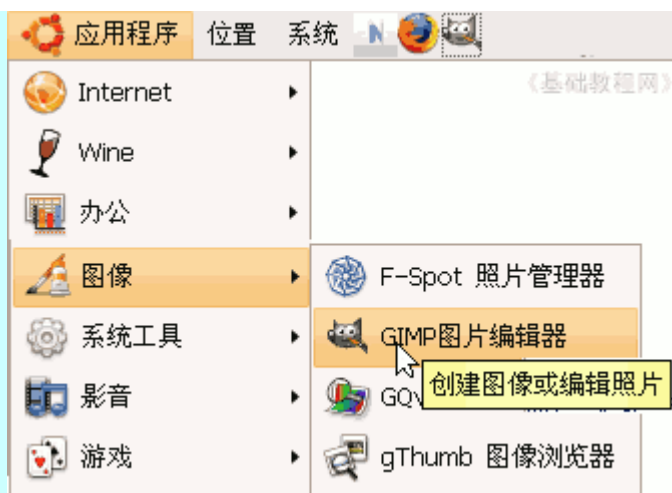 应用程序 位置 系统
《基础教程网》
Internet
Wine
办公
图像
系统工具
影音
游戏
F-Spot 照片管理器
GIMP图片编辑器
创建图像或编辑照片
gThumb 图像浏览器